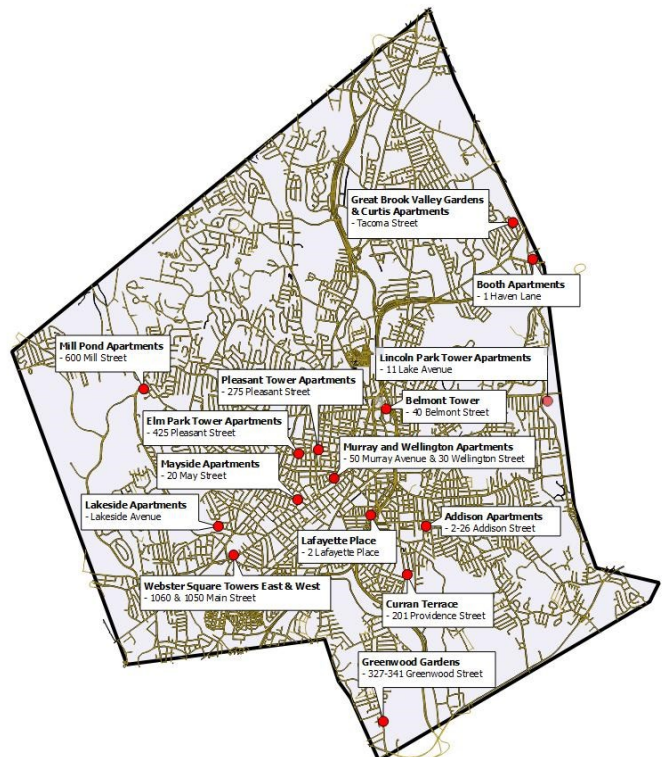 Great Brook Valley Gardens
& Curtis Apartments
- Tacoma Street
Booth Apartments
- 1 Haven Lane
Mill Pond Apartments
- 600 Mill Street
Lincoln Park Tower Apartments
- 11 Lake Avenue
Pleasant Tower Apartments
- 275 Pleasant Street
Belmont Tower
- 40 Belmont Street
Elm Park Tower Apartments
- 425 Pleasant Street
Murray and Wellington Apartments
- 50 Murray Avenue & 30 Wellington Street
Mayside Apartments
- 20 May Street
Lakeside Apartments
- Lakeside Avenue
Addison Apartments
- 2-26 Addison Street
Lafayette Place
- 2 Lafayette Place
Webster Square Towers East & West
- 1060 & 1050 Main Street
Curran Terrace
- 201 Providence Street
Greenwood Gardens
- 327-341 Greenwood Street